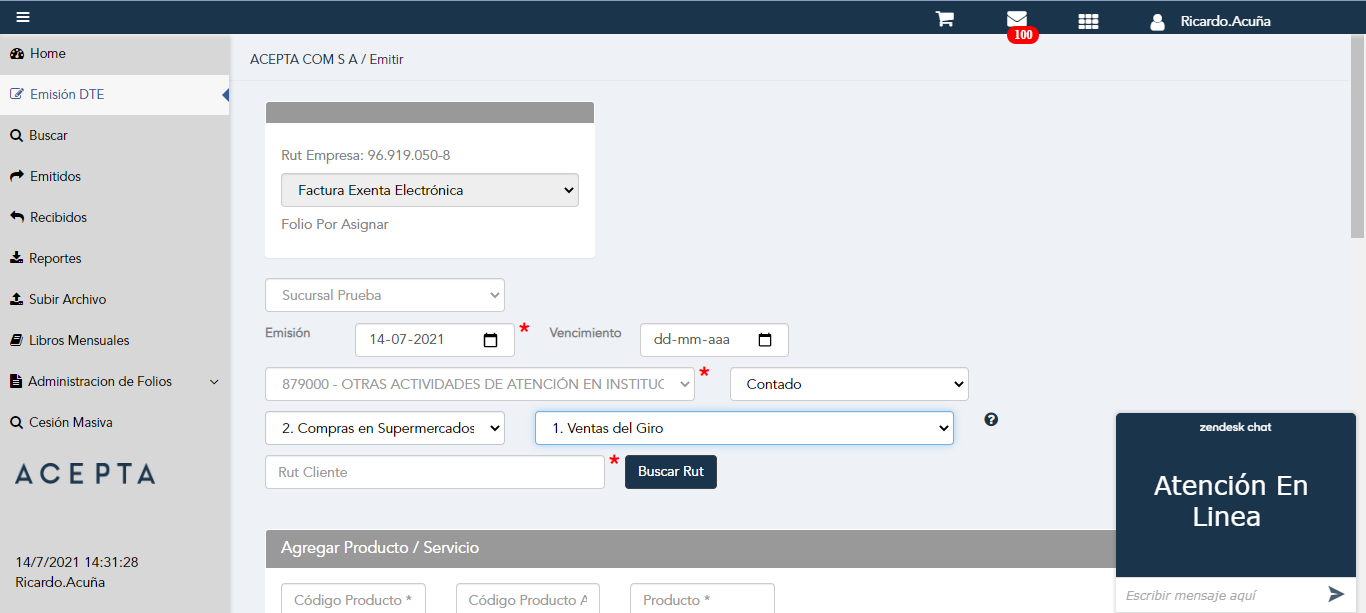 Ricardo.Acuña
100
Home
ACEPTA COM S A / Emitir
Emisión DTE
Buscar
Emitidos
Recibidos
Reportes
Subir Archivo
Libros Mensuales
Administracion de Folios
Cesión Masiva
ACEPTA
14/7/2021 14:31:28
Ricardo.Acuña
Rut Empresa: 96.919.050-8
Factura Exenta Electrónica
Folio Por Asignar
Sucursal Prueba
Emisión 14-07-2021 * Vencimiento dd-mm-aaa
879000 - OTRAS ACTIVIDADES DE ATENCIÓN EN INSTITUC * Contado
2. Compras en Supermercados 1. Ventas del Giro ?
Rut Cliente * Buscar Rut
Agregar Producto / Servicio
Código Producto * Código Producto A Producto *
zendesk chat
Atención En
Linea
Escribir mensaje aquí